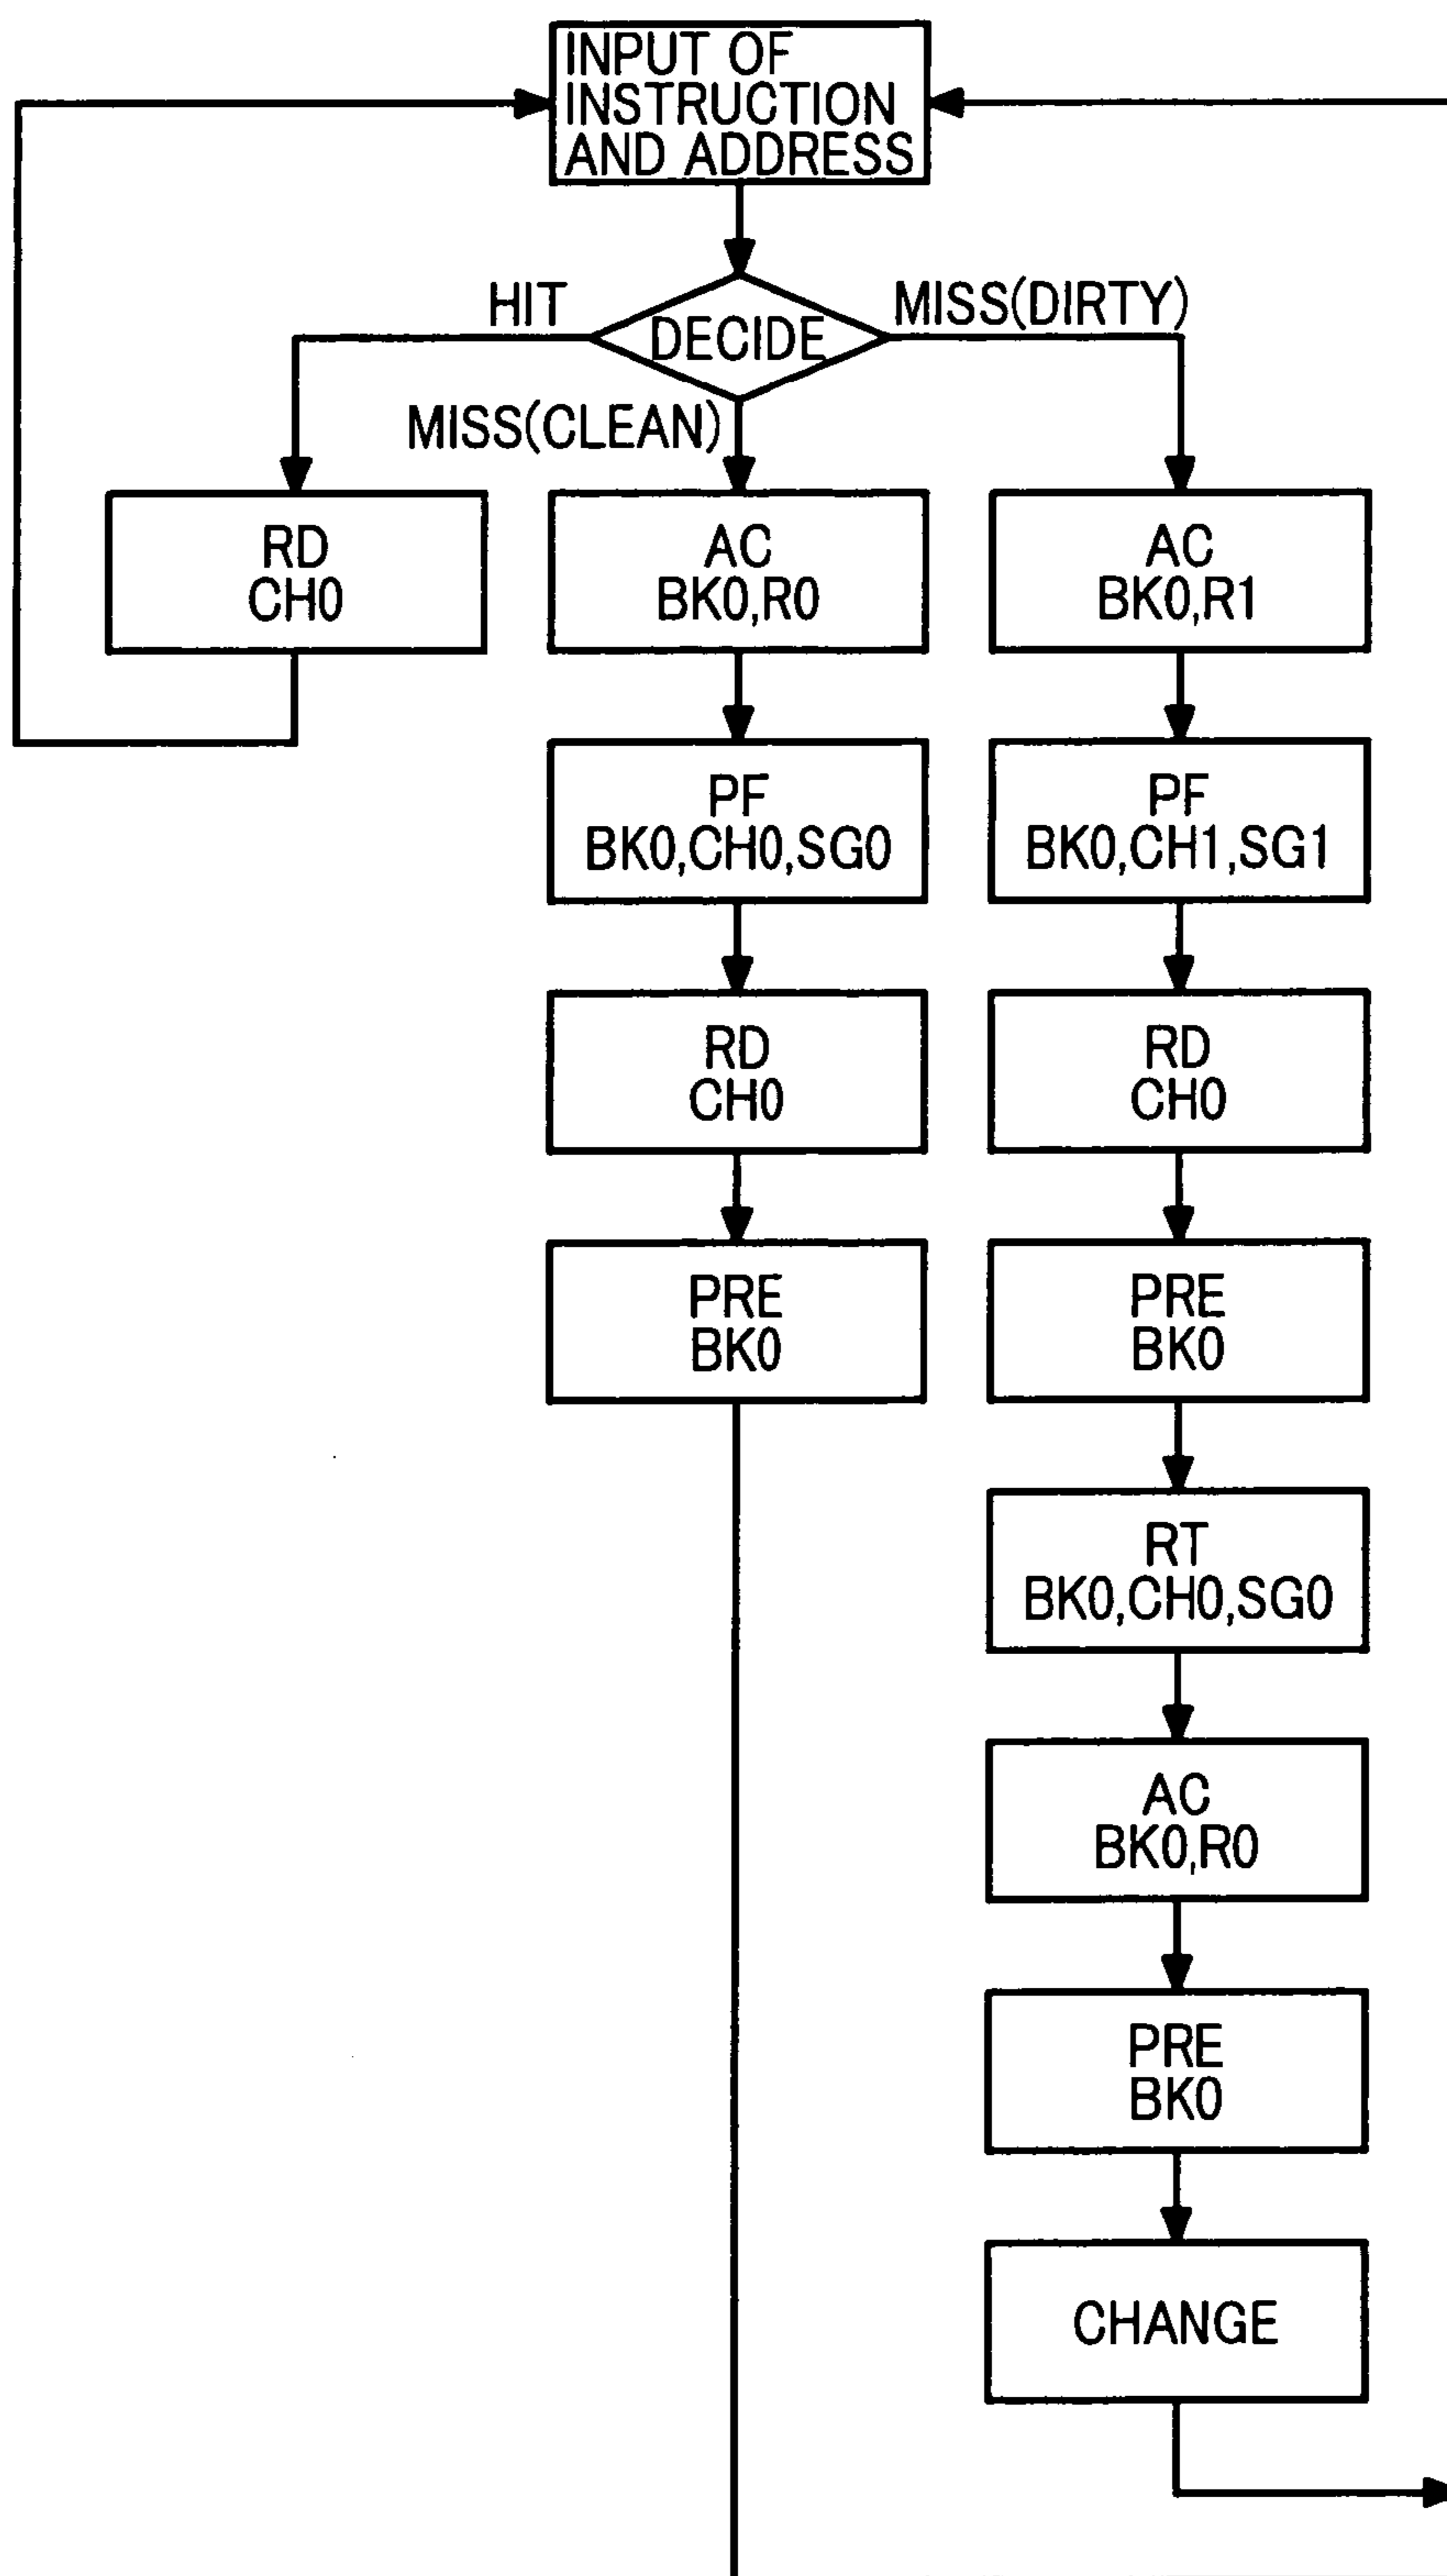 INPUT OF
INSTRUCTION
AND ADDRESS
HIT
DECIDE
MISS(DIRTY)
MISS(CLEAN)
RD
CH0
AC
BK0,R0
AC
BK0,R1
PF
BK0,CH0,SG0
PF
BK0,CH1,SG1
RD
CH0
RD
CH0
PRE
BK0
PRE
BK0
RT
BK0,CH0,SG0
AC
BK0,R0
PRE
BK0
CHANGE